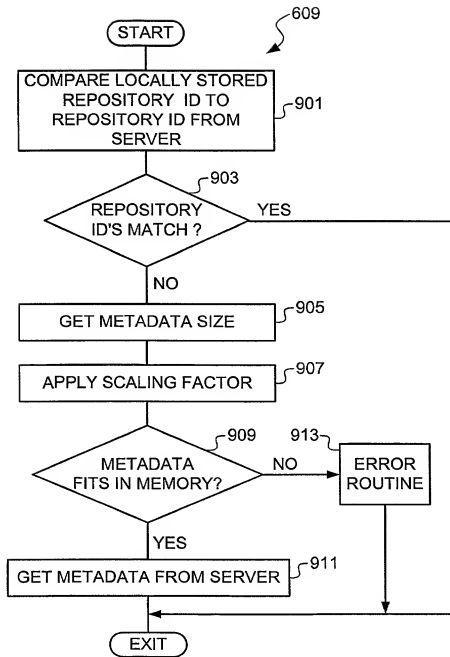 START
609
COMPARE LOCALLY STORED
REPOSITORY ID TO
REPOSITORY ID FROM
SERVER
901
903
REPOSITORY
ID'S MATCH ?
YES
NO
GET METADATA SIZE
905
APPLY SCALING FACTOR
907
909
METADATA
FITS IN MEMORY?
NO
913
ERROR
ROUTINE
YES
GET METADATA FROM SERVER
911
EXIT